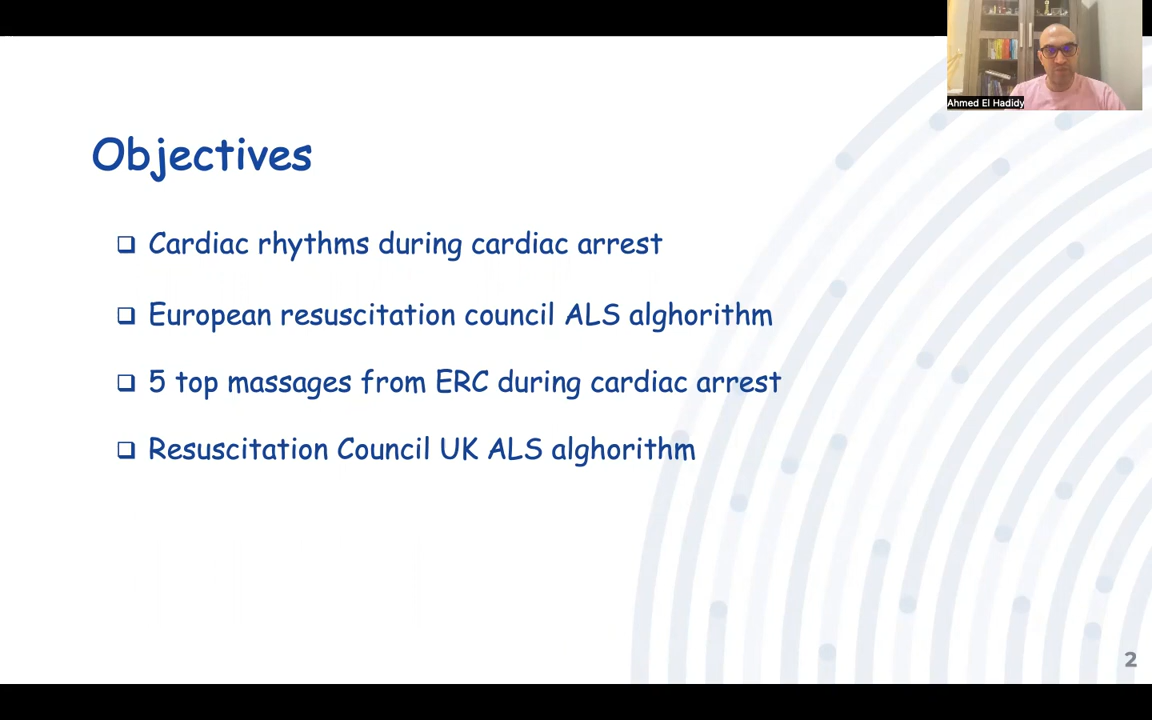 Ahmed El Hadidy
Objectives
Cardiac rhythms during cardiac arrest
European resuscitation council ALS alghorithm
5 top massages from ERC during cardiac arrest
Resuscitation Council UK ALS alghorithm
2